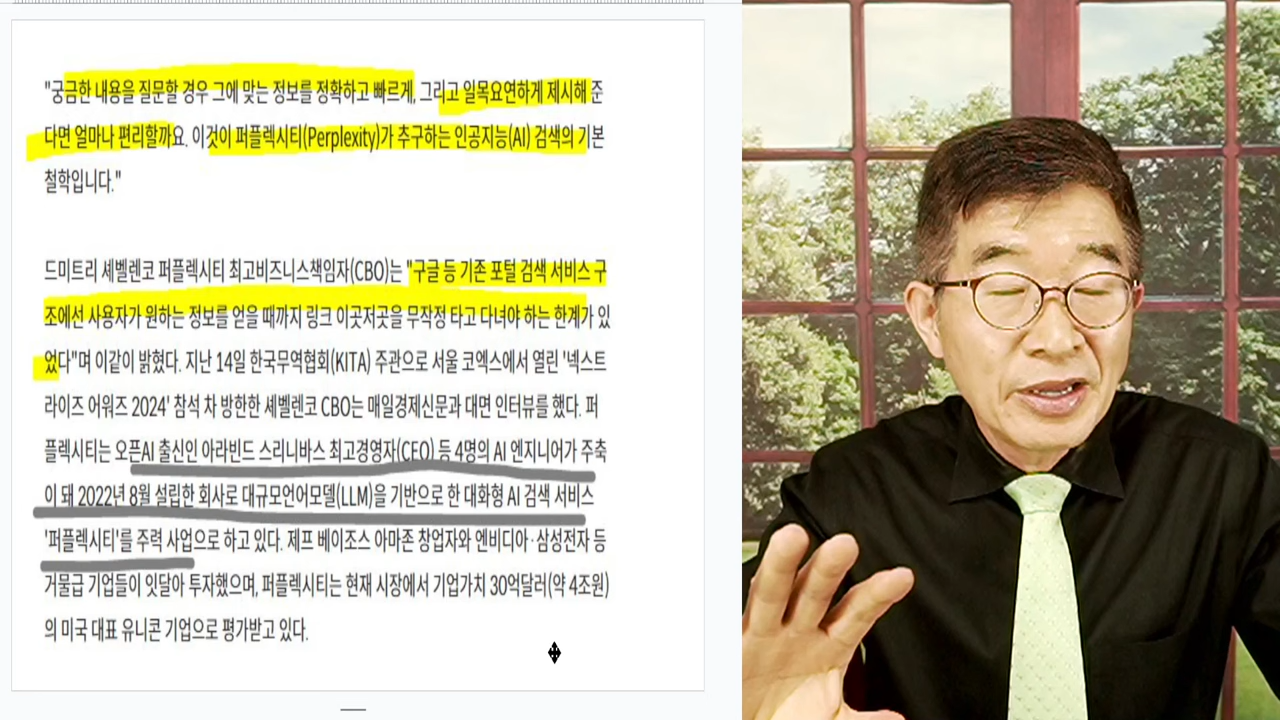 "궁금한 내용을 질문할 경우 그에 맞는 정보를 정확하고 빠르게, 그리고 일목요연하게 제시해 준
다면 얼마나 편리할까요. 이것이 퍼플렉시티(Perplexity)가 추구하는 인공지능(AI) 검색의 기본
철학입니다."
드미트리 셰벨렌코 퍼플렉시티 최고비즈니스책임자(CBO)는 "구글 등 기존 포털 검색 서비스 구
조에선 사용자가 원하는 정보를 얻을 때까지 링크 이곳저곳을 무작정 타고 다녀야 하는 한계가 있
었다"며 이같이 밝혔다. 지난 14일 한국무역협회(KITA) 주관으로 서울 코엑스에서 열린 '넥스트
라이즈 어워즈 2024' 참석 차 방한한 셰벨렌코 CBO는 매일경제신문과 대면 인터뷰를 했다. 퍼
플렉시티는 오픈AI 출신인 아라빈드 스리니바스 최고경영자(CEO) 등 4명의 AI 엔지니어가 주축
이 돼 2022년 8월 설립한 회사로 대규모언어모델(LLM)을 기반으로 한 대화형 AI 검색 서비스
'퍼플렉시티'를 주력 사업으로 하고 있다. 제프 베이조스 아마존 창업자와 엔비디아·삼성전자 등
거물급 기업들이 잇달아 투자했으며, 퍼플렉시티는 현재 시장에서 기업가치 30억달러(약 4조원)
의 미국 대표 유니콘 기업으로 평가받고 있다.